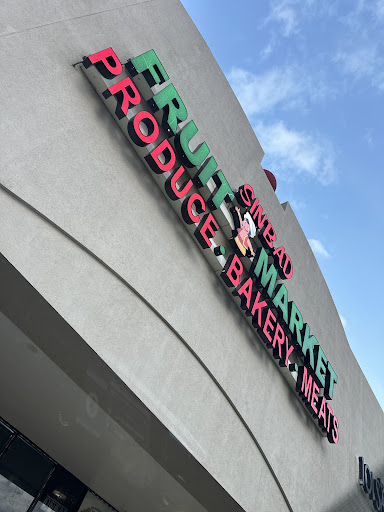 SINBAD
FRUIT MARKET
PRODUCE • BAKERY • MEATS